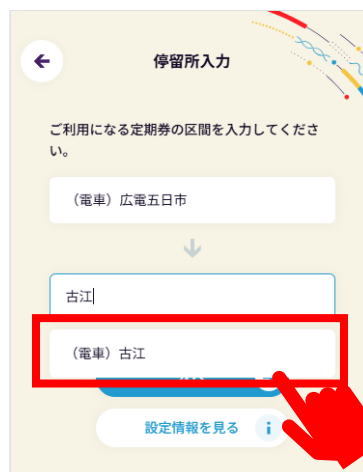 停留所入力
ご利用になる定期券の区間を入力してくださ
い。
（電車）広電五日市
古江
（電車）古江
設定情報を見る